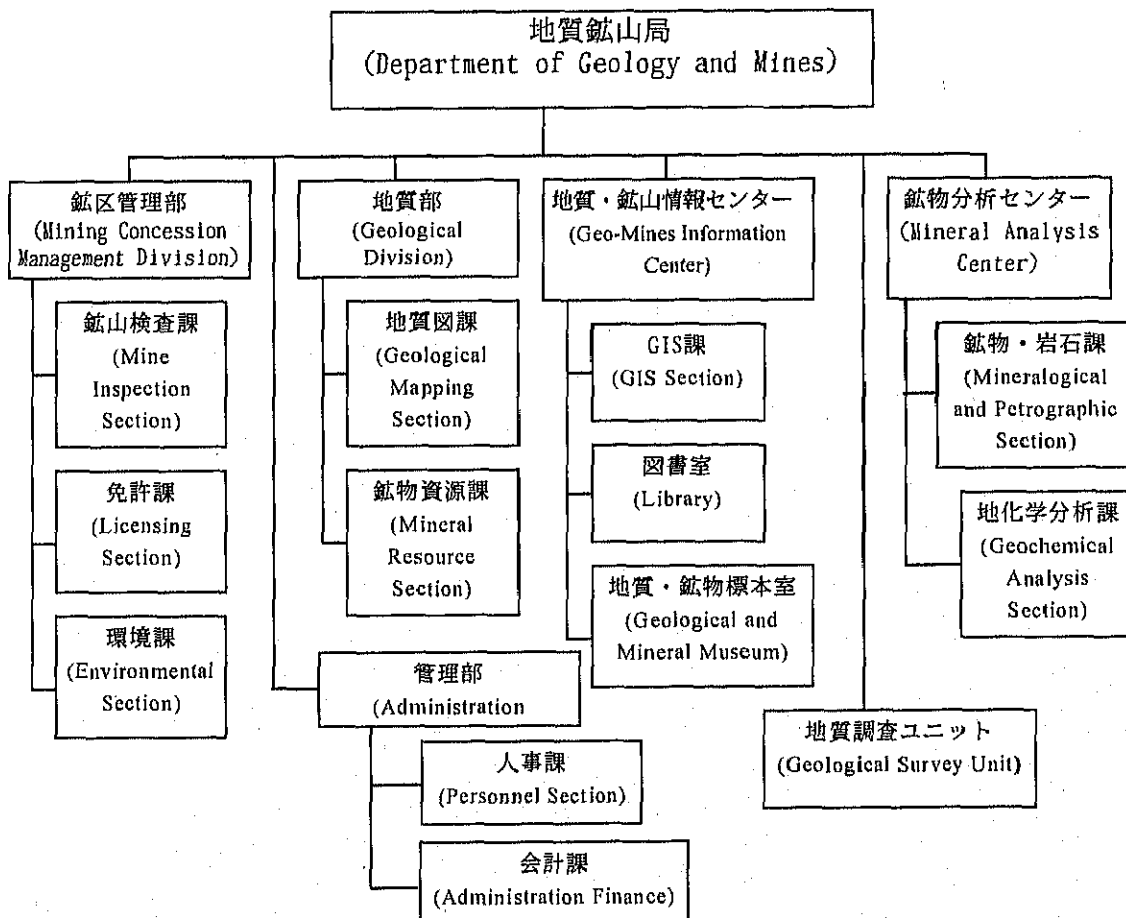 地質鉱山局
(Department of Geology and Mines)
鉱区管理部
(Mining Concession
Management Division)
鉱山検査課
(Mine
Inspection
Section)
免許課
(Licensing
Section)
環境課
(Environmental
Section)
地質部
(Geological
Division)
地質図課
(Geological
Mapping
Section)
鉱物資源課
(Mineral
Resource
Section)
管理部
(Administration
人事課
(Personnel Section)
会計課
(Administration Finance)
地質・鉱山情報センター
(Geo-Mines Information
Center)
GIS課
(GIS Section)
図書室
(Library)
地質・鉱物標本室
(Geological and
Mineral Museum)
地質調査ユニット
(Geological Survey Unit)
鉱物分析センター
(Mineral Analysis
Center)
鉱物・岩石課
(Mineralogical
and Petrographic
Section)
地化学分析課
(Geochemical
Analysis
Section)